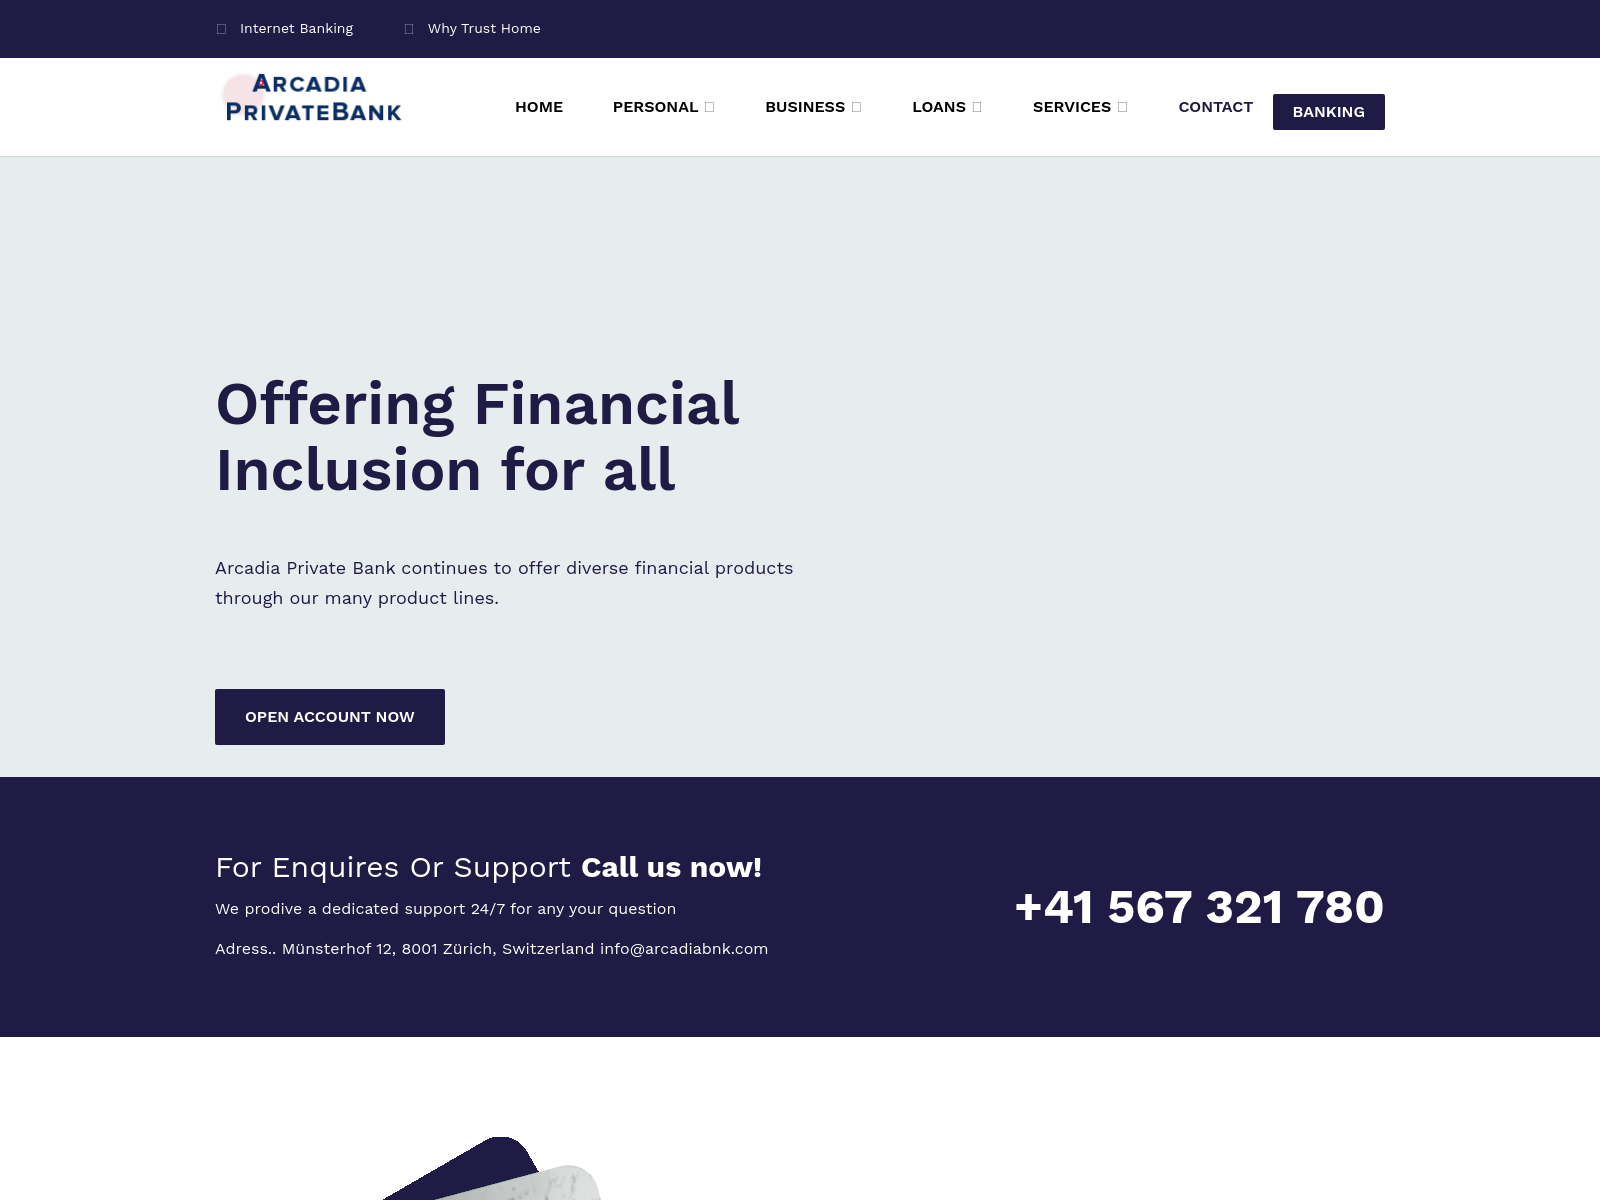 Internet Banking
Why Trust Home
ARCADIA
PRIVATEBANK
HOME
PERSONAL
BUSINESS
LOANS
SERVICES
CONTACT
BANKING
Offering Financial
Inclusion for all
Arcadia Private Bank continues to offer diverse financial products
through our many product lines.
OPEN ACCOUNT NOW
For Enquires Or Support Call us now!
We prodive a dedicated support 24/7 for any your question
Adress.. Münsterhof 12, 8001 Zürich, Switzerland info@arcadiabnk.com
+41 567 321 780